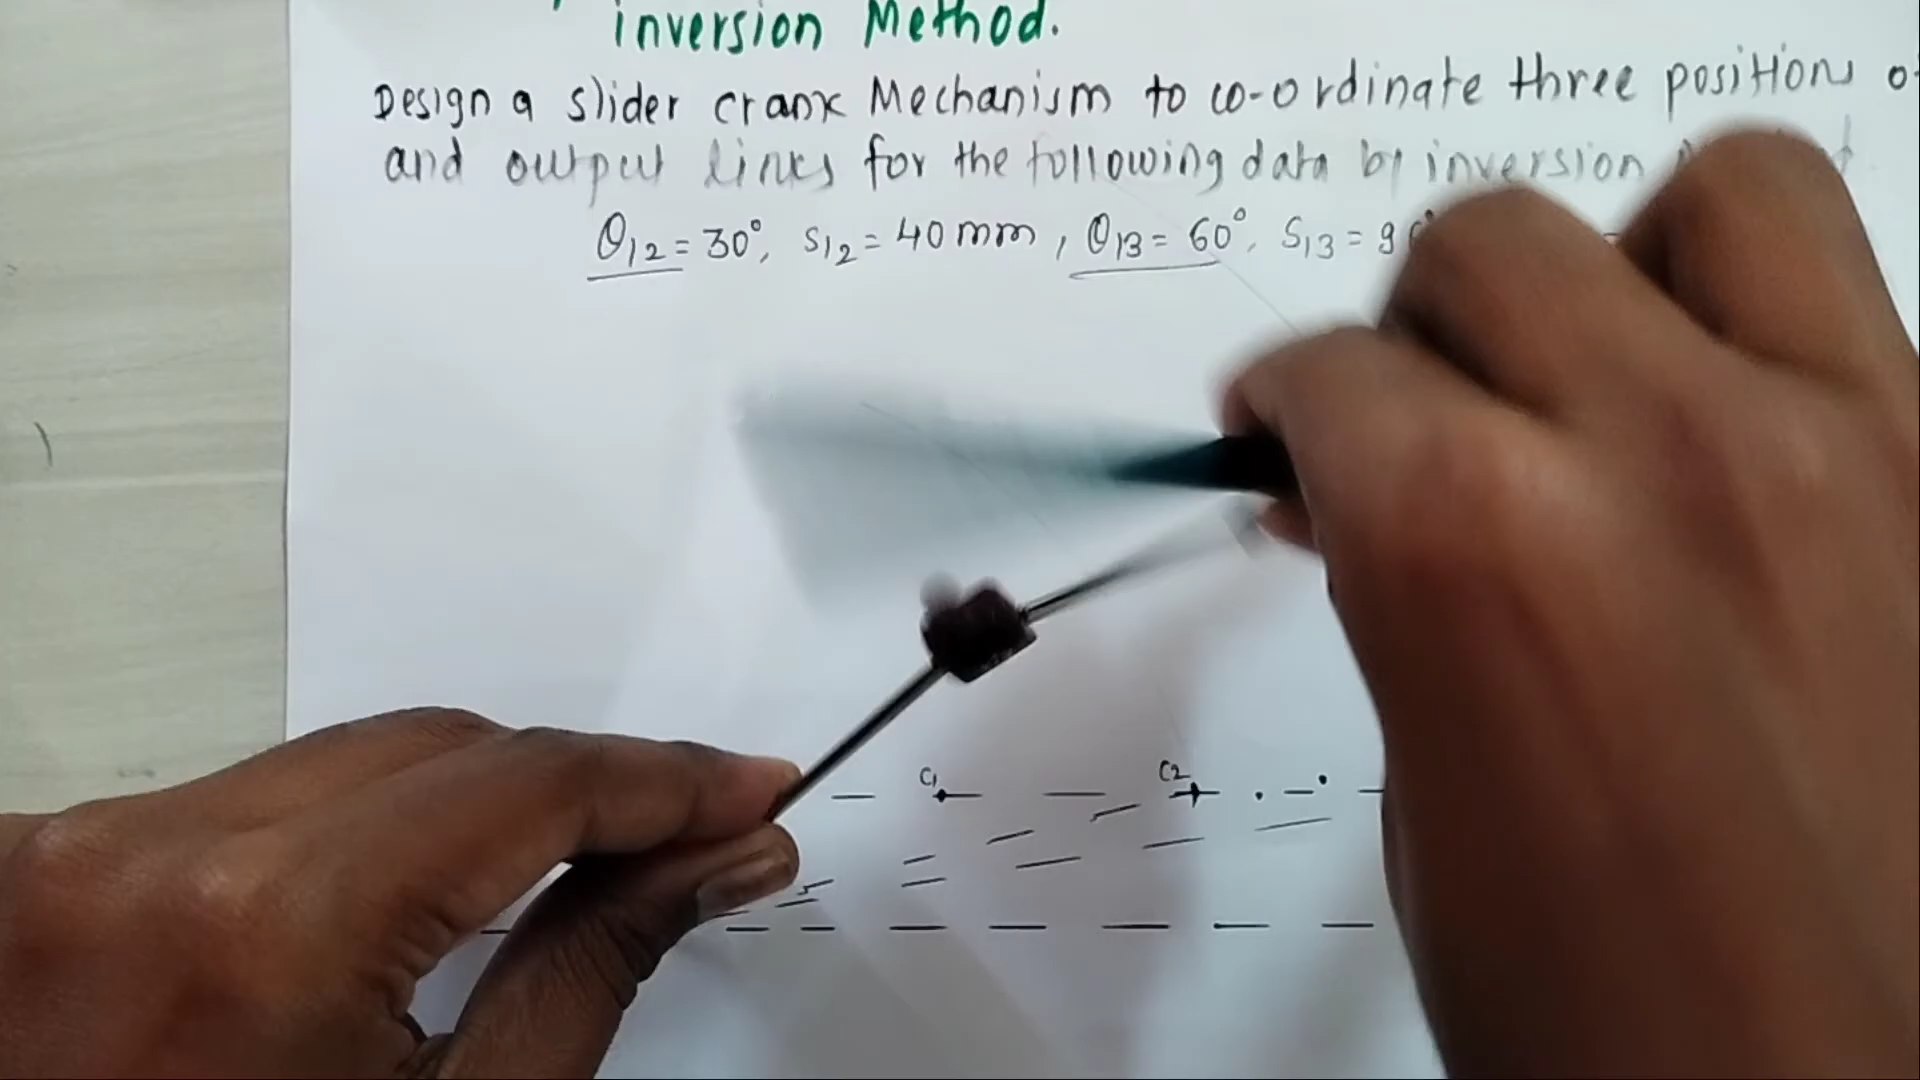 inversion Method.
Design a slider crank Mechanism to co-ordinate three positions
and output links for the following data by inversion
θ12 = 30°, S12 = 40 mm, θ13 = 60°, S13 = 9
C1 C2